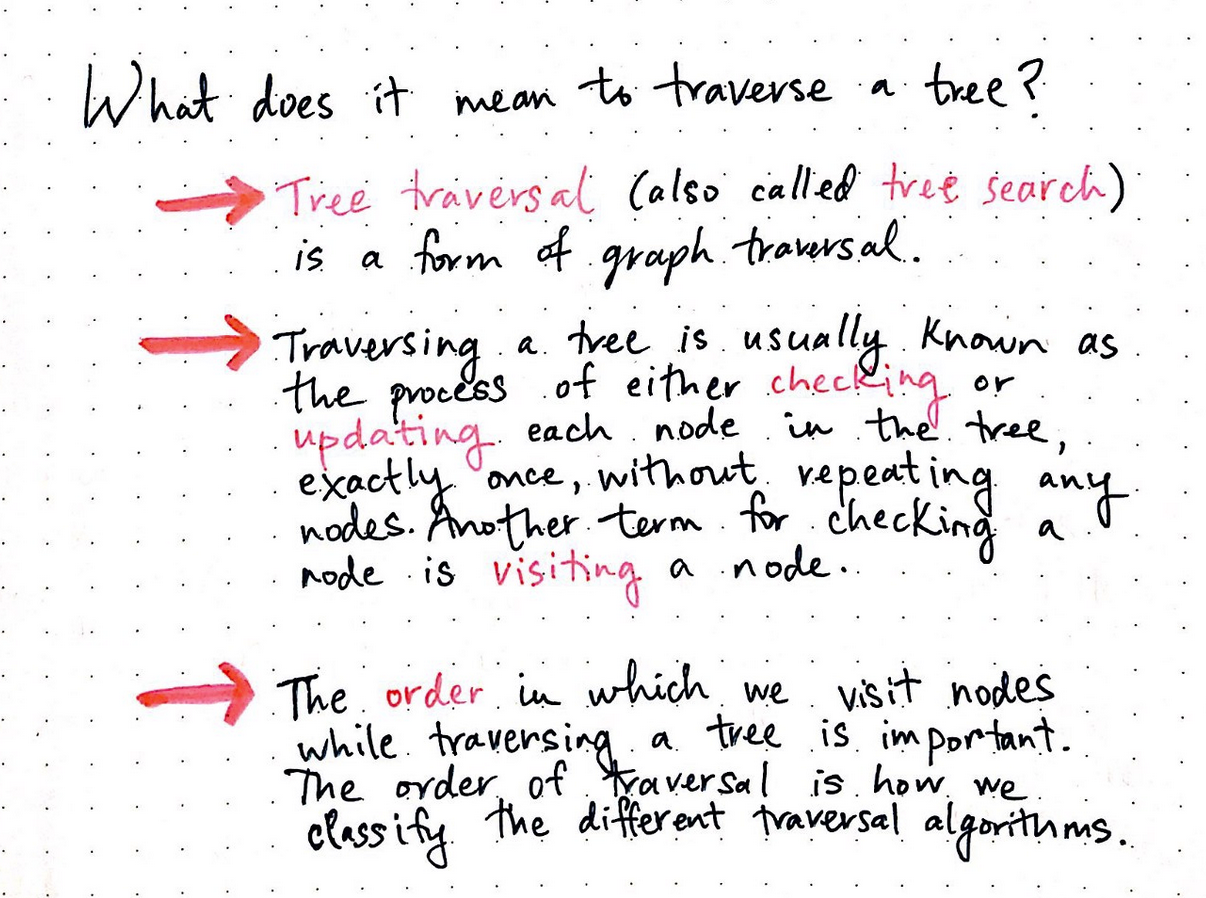 What does it mean to traverse a tree?
Tree traversal (also called tree search)
is a form of graph traversal.
Traversing a tree is usually known as
the process of either checking or
updating each node in the tree,
exactly once, without repeating any
nodes. Another term for checking a
node is visiting a node.
The order in which we visit nodes
while traversing a tree is important.
The order of traversal is how we
classify the different traversal algorithms.